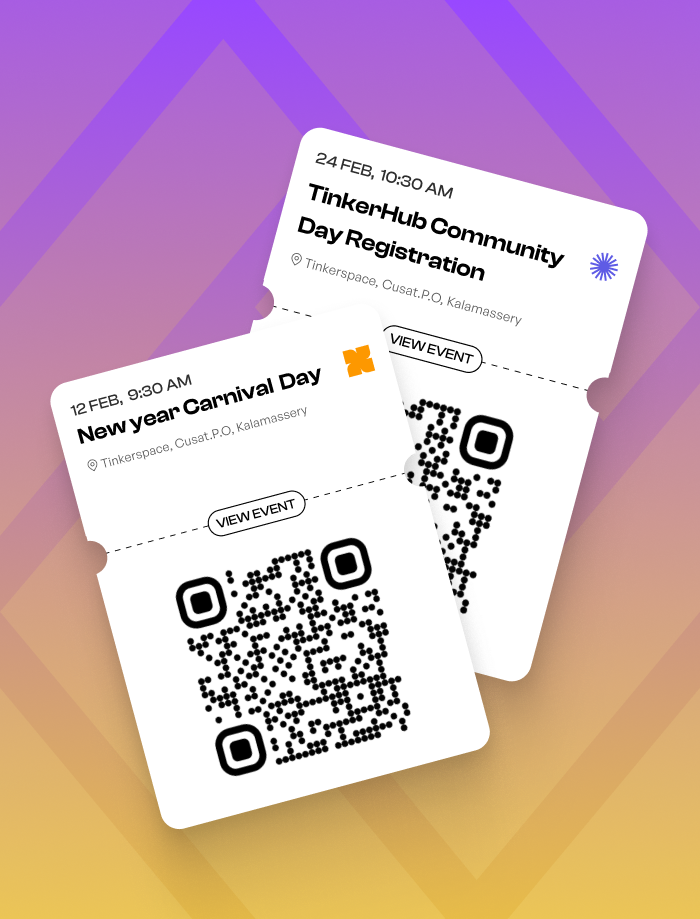 24 FEB, 10:30 AM
TinkerHub Community
Day Registration
Tinkerspace, Cusat.P.O, Kalamassery
VIEW EVENT
12 FEB, 9:30 AM
New year Carnival Day
Tinkerspace, Cusat.P.O, Kalamassery
VIEW EVENT